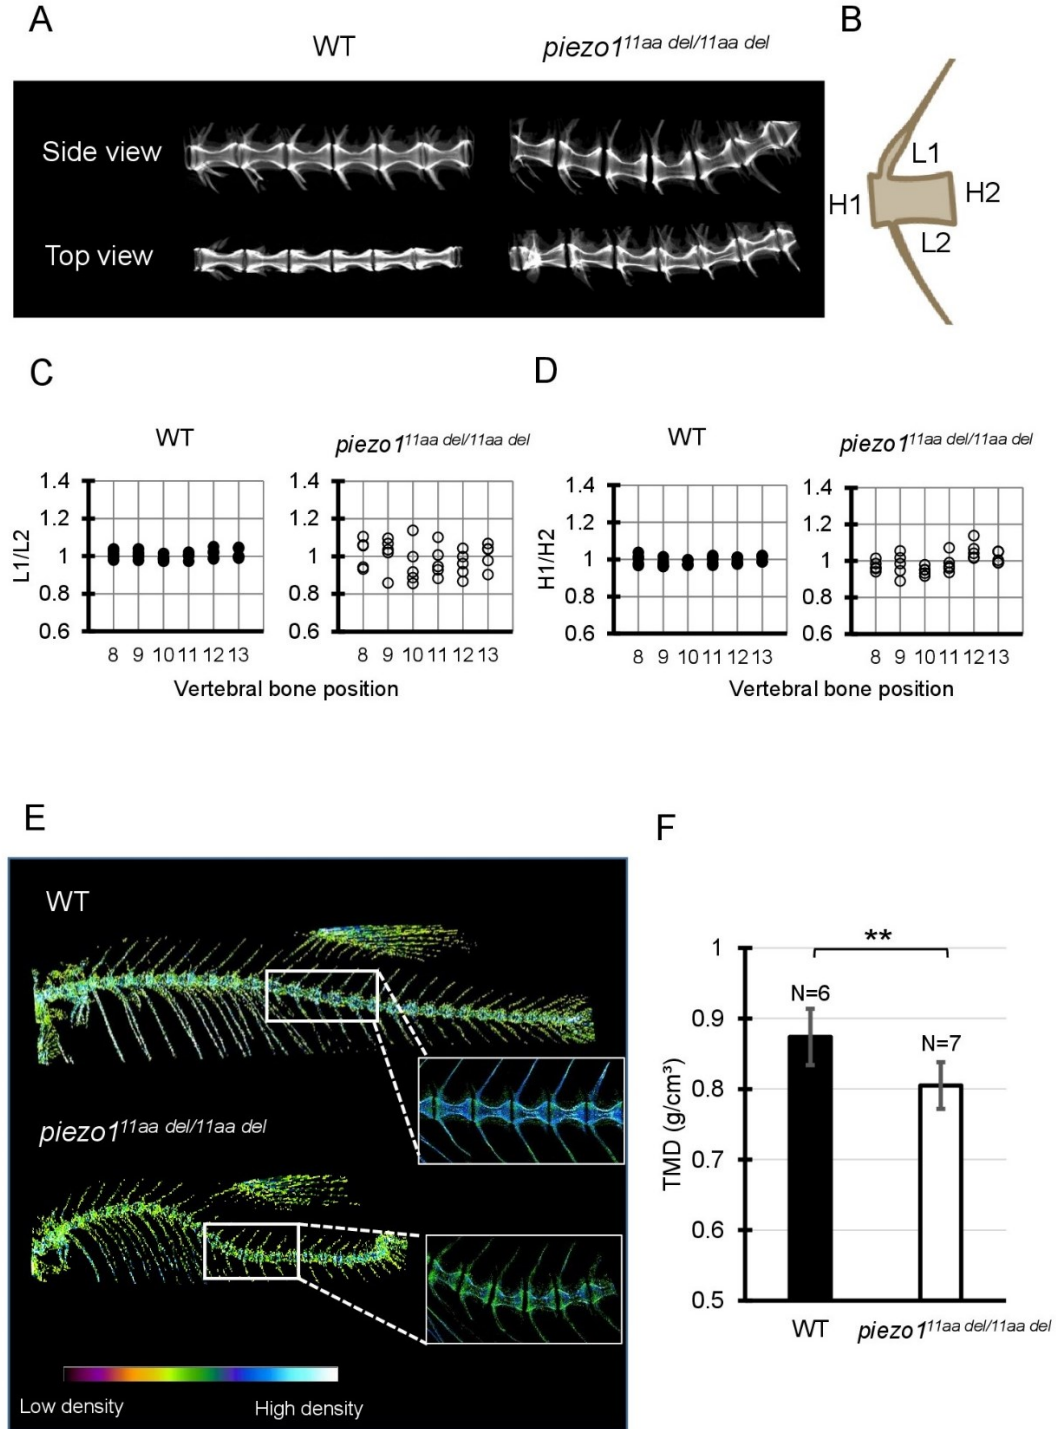 A
WT
piezo1 11aa del/11aa del
Side view
Top view
B
L1
H1
H2
L2
C
WT
piezo1 11aa del/11aa del
L1/L2
1.4
1.2
1
0.8
0.6
8 9 10 11 12 13
1.4
1.2
1
0.8
0.6
8 9 10 11 12 13
Vertebral bone position
D
WT
piezo1 11aa del/11aa del
H1/H2
1.4
1.2
1
0.8
0.6
8 9 10 11 12 13
1.4
1.2
1
0.8
0.6
8 9 10 11 12 13
Vertebral bone position
E
WT
piezo1 11aa del/11aa del
Low density
High density
F
**
N=6
N=7
TMD (g/cm³)
1
0.9
0.8
0.7
0.6
0.5
WT
piezo1 11aa del/11aa del